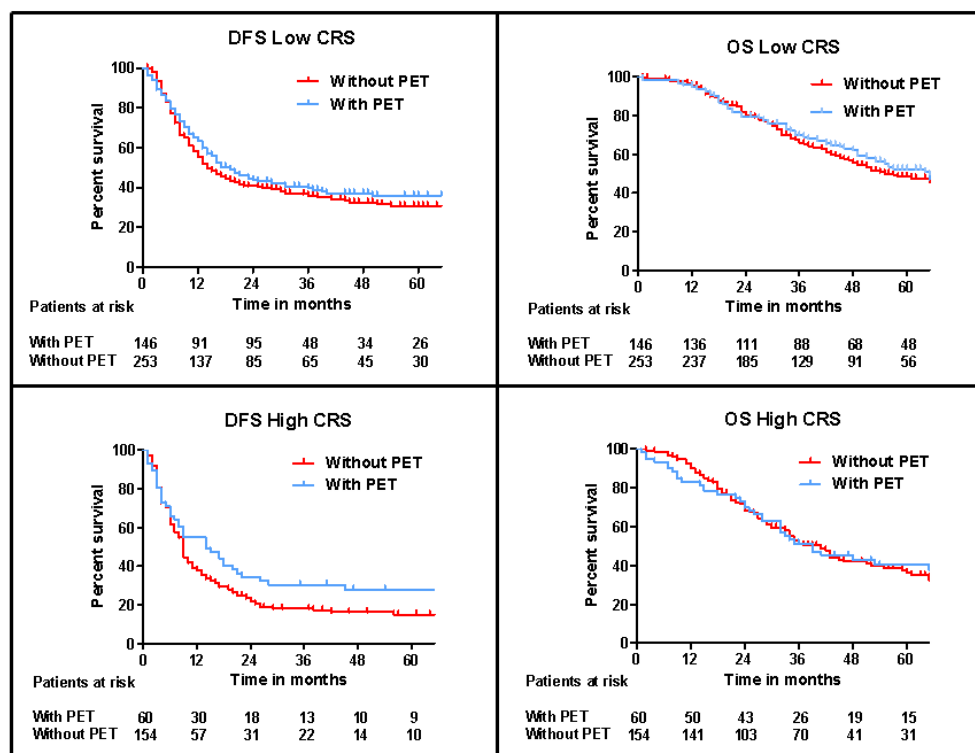 DFS Low CRS
Without PET
With PET
Percent survival
100
80
60
40
20
0
0 12 24 36 48 60
Time in months
Patients at risk
With PET 146 91 95 48 34 26
Without PET 253 137 85 65 45 30
OS Low CRS
Without PET
With PET
Percent survival
100
80
60
40
20
0
0 12 24 36 48 60
Time in months
Patients at risk
With PET 146 136 111 88 68 48
Without PET 253 237 185 129 91 56
DFS High CRS
Without PET
With PET
Percent survival
100
80
60
40
20
0
0 12 24 36 48 60
Time in months
Patients at risk
With PET 60 30 18 13 10 9
Without PET 154 57 31 22 14 10
OS High CRS
Without PET
With PET
Percent survival
100
80
60
40
20
0
0 12 24 36 48 60
Time in months
Patients at risk
With PET 60 50 43 26 19 15
Without PET 154 141 103 70 41 31